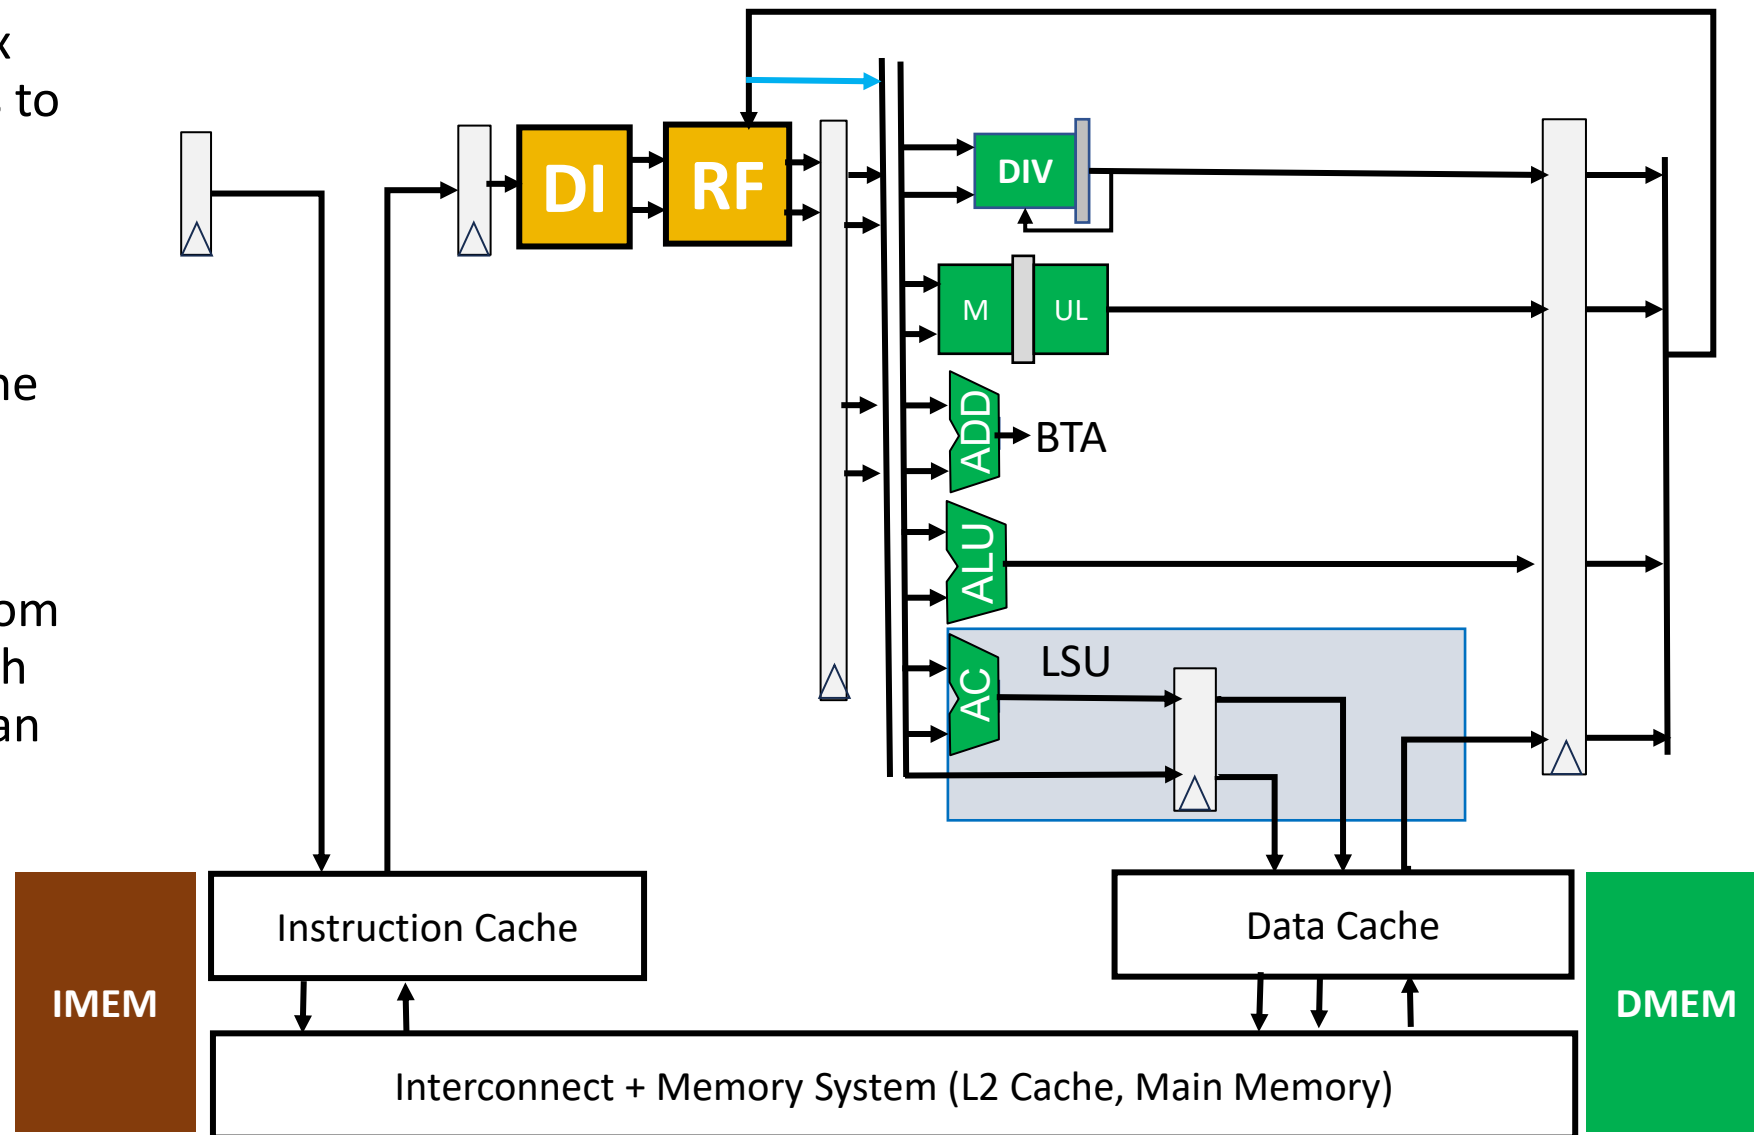 x
s to
ne
om
h
an
DI
RF
DIV
M
UL
ADD
BTA
ALU
AC
LSU
Instruction Cache
Data Cache
IMEM
DMEM
Interconnect + Memory System (L2 Cache, Main Memory)